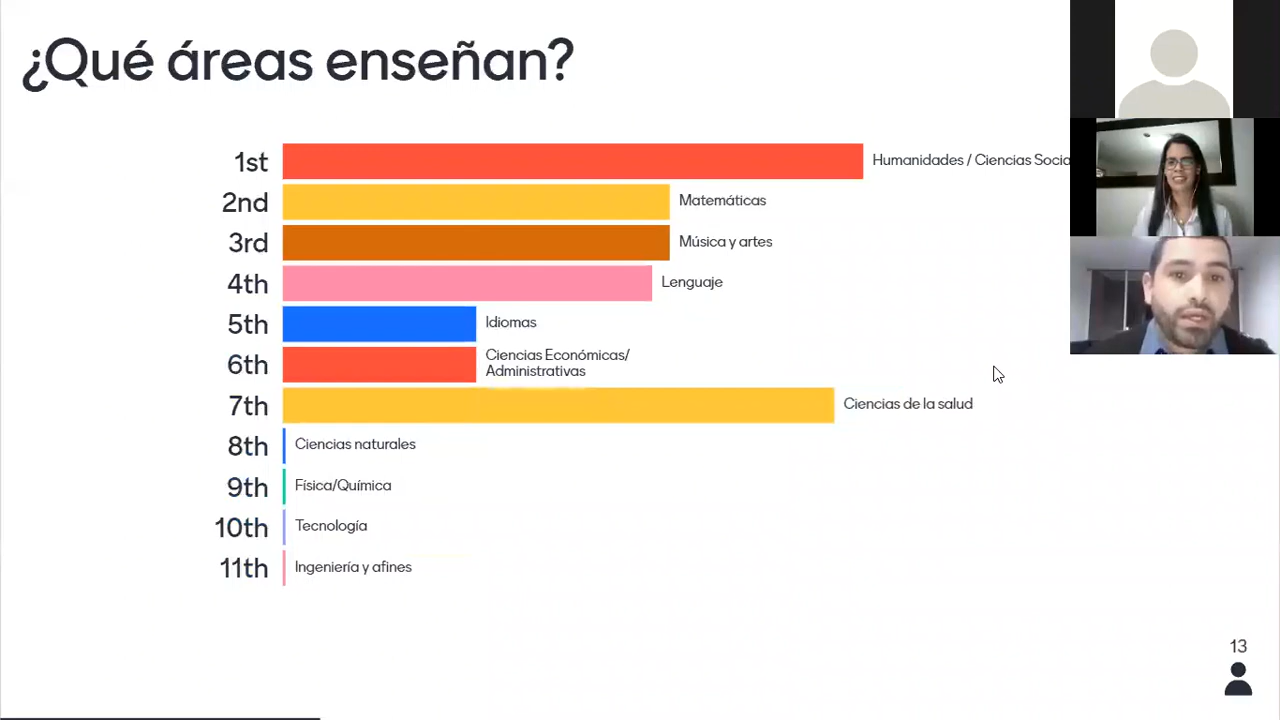 ¿Qué áreas enseñan?
1st
Humanidades / Ciencias Socia
2nd
Matemáticas
3rd
Música y artes
4th
Lenguaje
5th
Idiomas
6th
Ciencias Económicas/
Administrativas
7th
Ciencias de la salud
8th
Ciencias naturales
9th
Física/Química
10th
Tecnología
11th
Ingeniería y afines
13